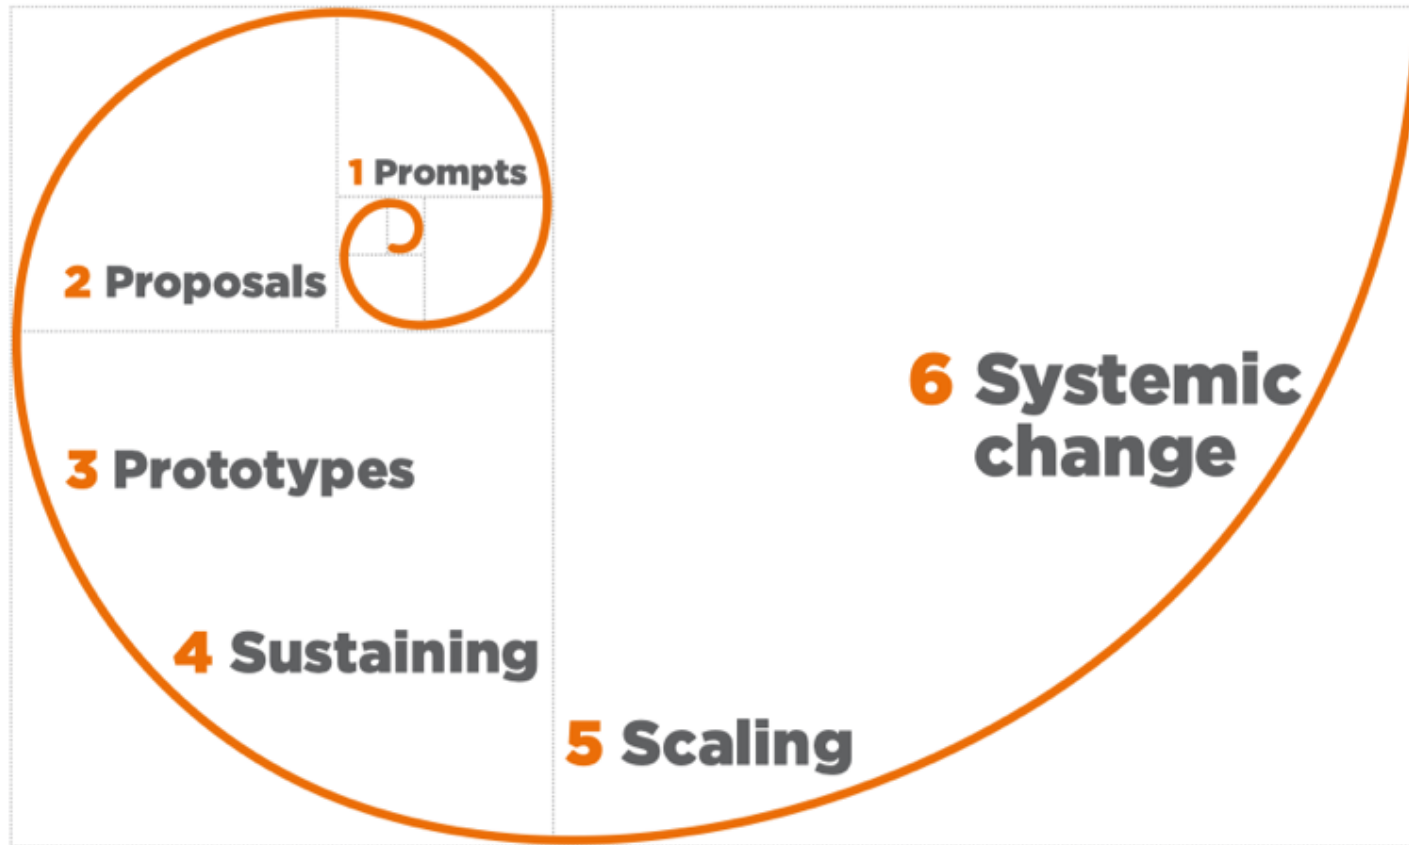 1 Prompts
2 Proposals
3 Prototypes
4 Sustaining
5 Scaling
6 Systemic
change